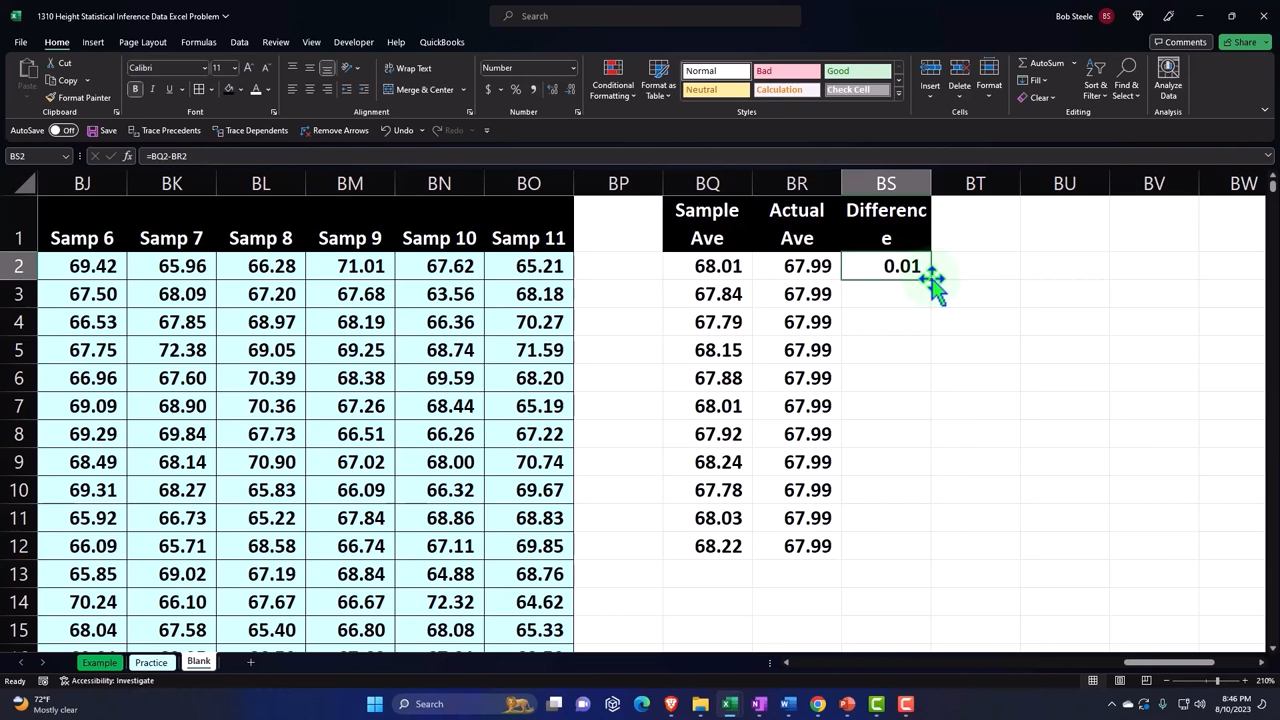 1310 Height Statistical Inference Data Excel Problem
Search
Bob Steele
BS
File
Home
Insert
Page Layout
Formulas
Data
Review
View
Developer
Help
QuickBooks
Comments
Share
Cut
Copy
Format Painter
Paste
Clipboard
Calibri
11
Font
Wrap Text
Merge & Center
Alignment
Number
Number
Conditional Formatting
Format as Table
Normal
Bad
Good
Neutral
Calculation
Check Cell
Styles
Insert
Delete
Format
Cells
AutoSum
Fill
Clear
Sort & Filter
Find & Select
Editing
Analyze Data
Analysis
AutoSave Off Save Trace Precedents Trace Dependents Remove Arrows Undo Redo
BS2 fx =BQ2-BR2
BJ BK BL BM BN BO BP BQ BR BS BT BU BV BW
Sample Actual Differenc
1 Samp 6 Samp 7 Samp 8 Samp 9 Samp 10 Samp 11 Ave Ave e
2 69.42 65.96 66.28 71.01 67.62 65.21 68.01 67.99 0.01
3 67.50 68.09 67.20 67.68 63.56 68.18 67.84 67.99
4 66.53 67.85 68.97 68.19 66.36 70.27 67.79 67.99
5 67.75 72.38 69.05 69.25 68.74 71.59 68.15 67.99
6 66.96 67.60 70.39 68.38 69.59 68.20 67.88 67.99
7 69.09 68.90 70.36 67.26 68.44 65.19 68.01 67.99
8 69.29 69.84 67.73 66.51 66.26 67.22 67.92 67.99
9 68.49 68.14 70.90 67.02 68.00 70.74 68.24 67.99
10 69.31 68.27 65.83 66.09 66.32 69.67 67.78 67.99
11 65.92 66.73 65.22 67.84 68.86 68.83 68.03 67.99
12 66.09 65.71 68.58 66.74 67.11 69.85 68.22 67.99
13 65.85 69.02 67.19 68.84 64.88 68.76
14 70.24 66.10 67.67 66.67 72.32 64.62
15 68.04 67.58 65.40 66.80 68.08 65.33
Example Practice Blank
Ready Accessibility: Investigate 210%
72°F
Mostly clear
Search
8:46 PM
8/10/2023